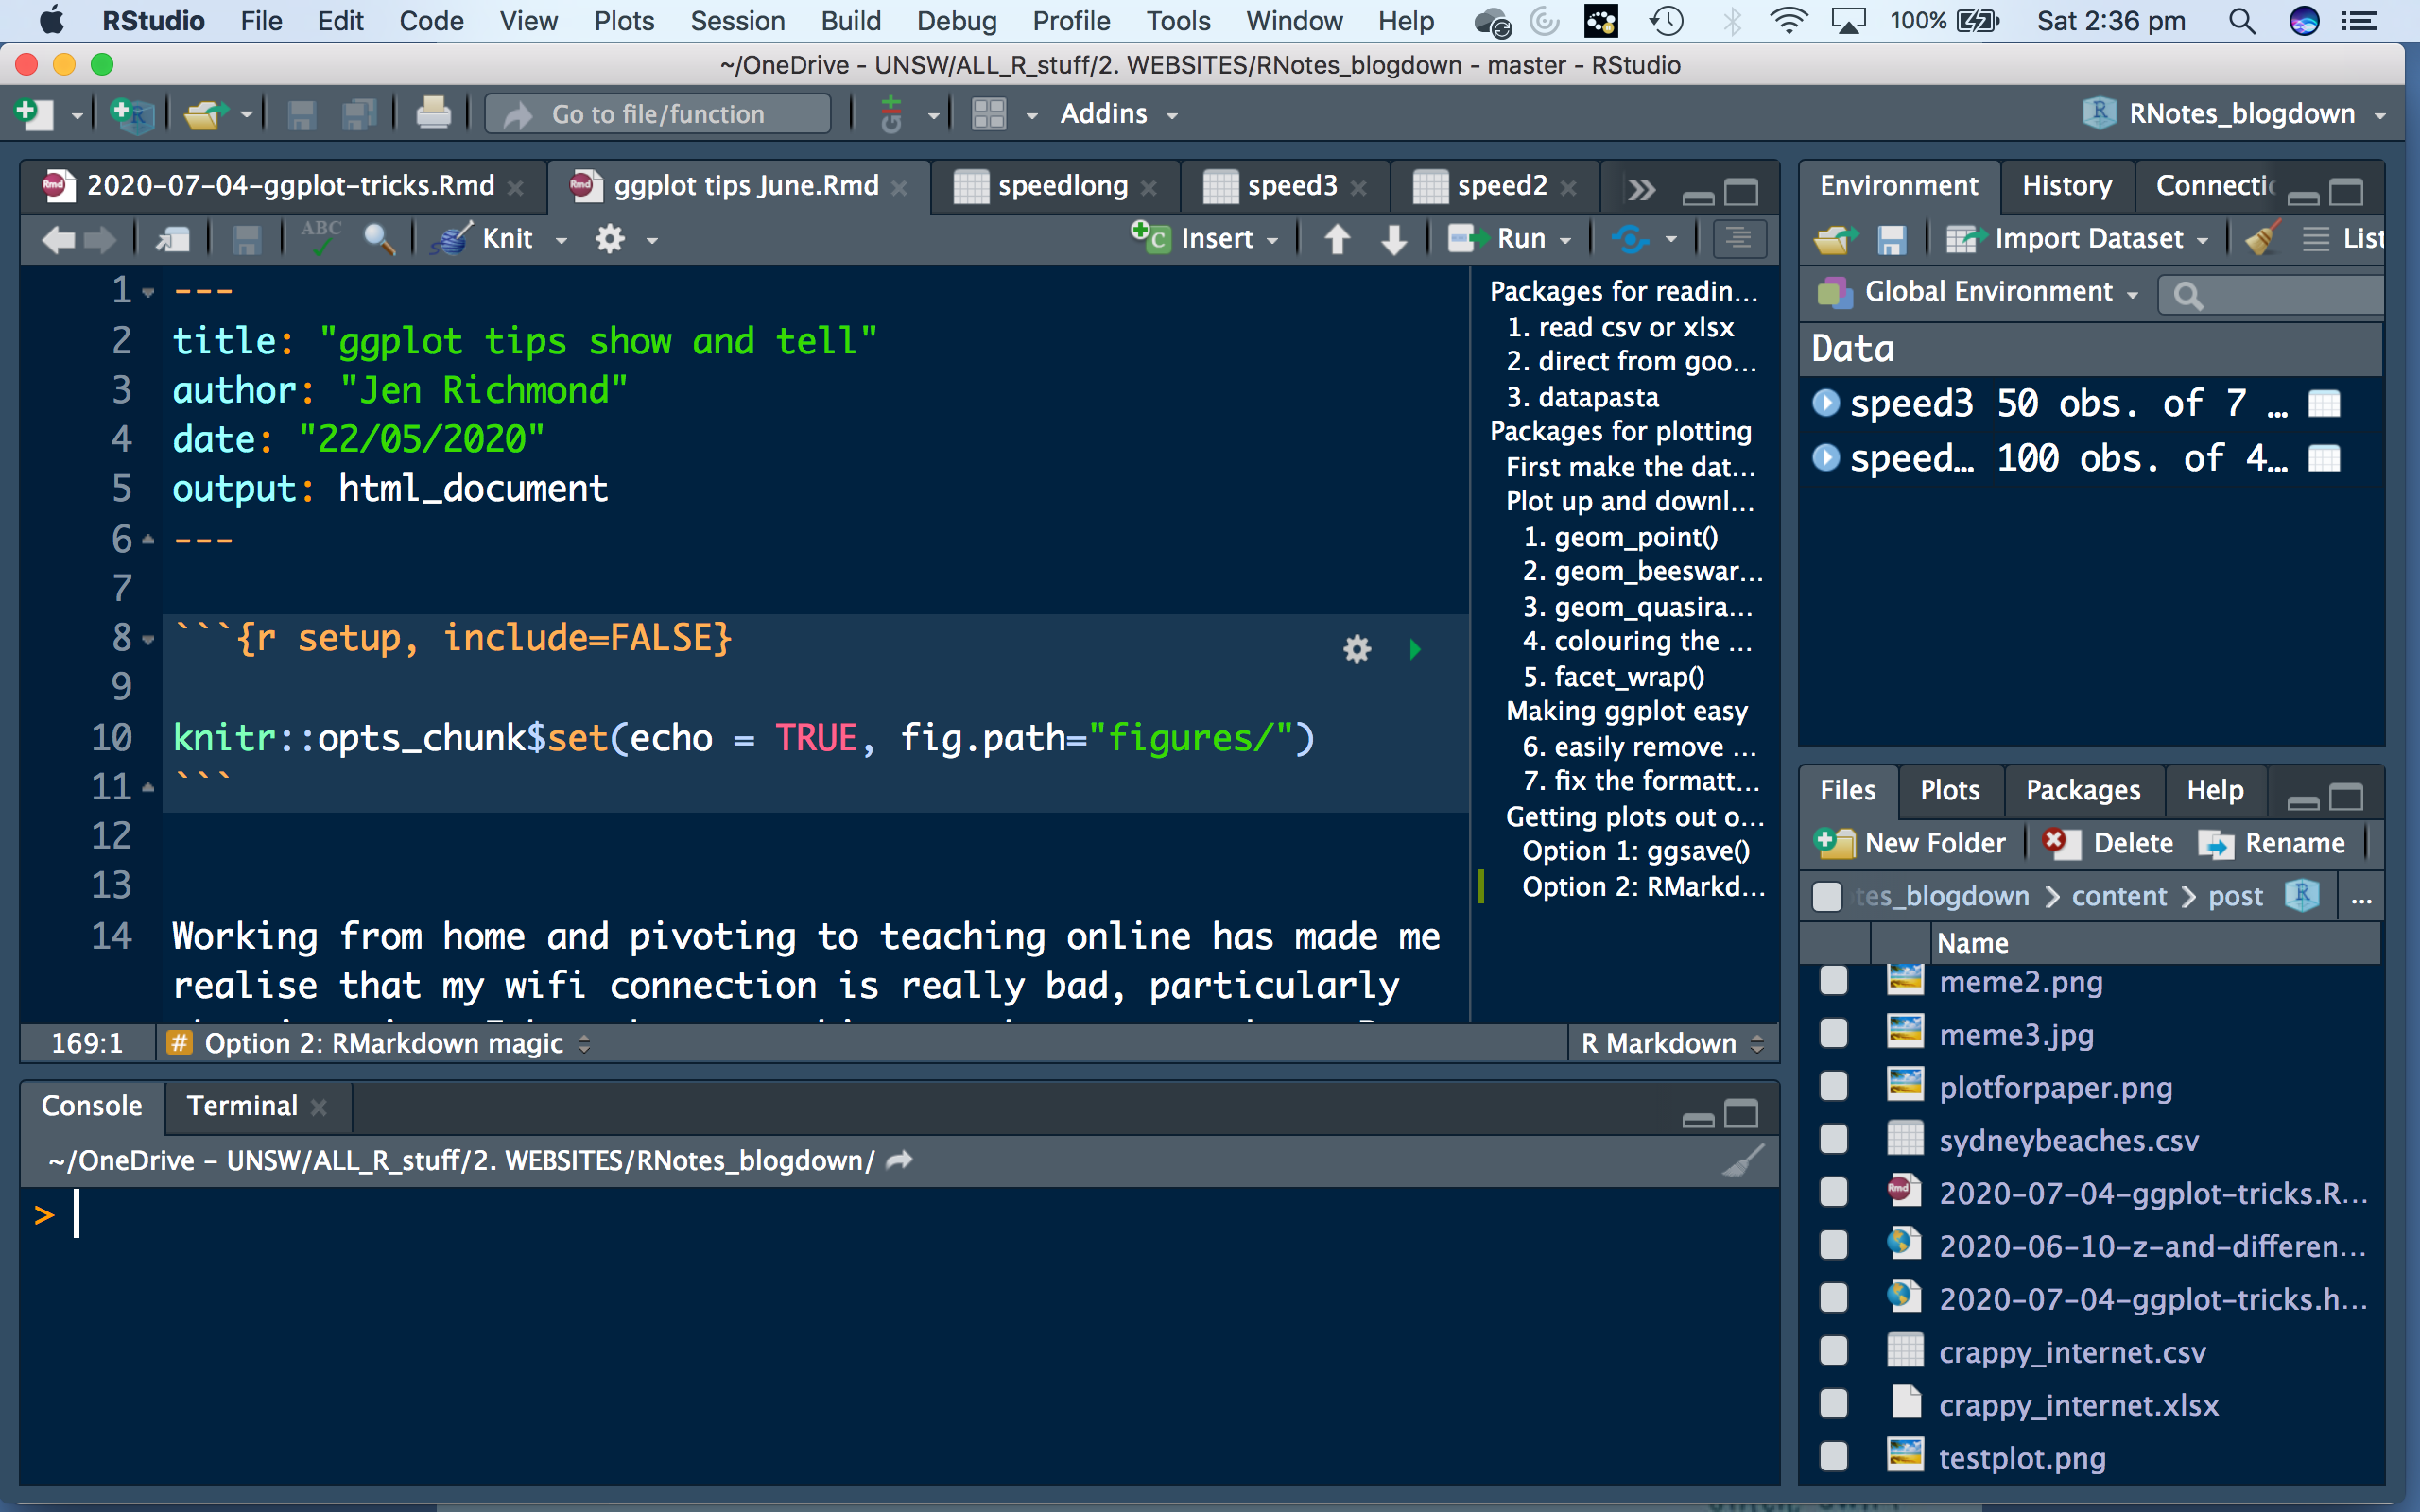 RStudio File Edit Code View Plots Session Build Debug Profile Tools Window Help 100% Sat 2:36 pm
~/OneDrive - UNSW/ALL_R_stuff/2. WEBSITES/RNotes_blogdown - master - RStudio
Go to file/function Git Addins RNotes_blogdown
2020-07-04-ggplot-tricks.Rmd ggplot tips June.Rmd speedlong speed3 speed2
ABC Knit Insert Run
1 ---
2 title: "ggplot tips show and tell"
3 author: "Jen Richmond"
4 date: "22/05/2020"
5 output: html_document
6 ---
7
8 ```{r setup, include=FALSE}
9
10 knitr::opts_chunk$set(echo = TRUE, fig.path="figures/")
11 ```
12
13
14 Working from home and pivoting to teaching online has made me
realise that my wifi connection is really bad, particularly
Packages for readin...
1. read csv or xlsx
2. direct from goo...
3. datapasta
Packages for plotting
First make the dat...
Plot up and downl...
1. geom_point()
2. geom_beeswar...
3. geom_quasira...
4. colouring the ...
5. facet_wrap()
Making ggplot easy
6. easily remove ...
7. fix the formatt...
Getting plots out o...
Option 1: ggsave()
Option 2: RMarkd...
169:1 # Option 2: RMarkdown magic R Markdown
Console Terminal
~/OneDrive - UNSW/ALL_R_stuff/2. WEBSITES/RNotes_blogdown/
>
Environment History Connectic
Import Dataset List
Global Environment
Data
speed3 50 obs. of 7 ...
speed... 100 obs. of 4...
Files Plots Packages Help
New Folder Delete Rename
tes_blogdown > content > post ...
Name
meme2.png
meme3.jpg
plotforpaper.png
sydneybeaches.csv
2020-07-04-ggplot-tricks.R...
2020-06-10-z-and-differen...
2020-07-04-ggplot-tricks.h...
crappy_internet.csv
crappy_internet.xlsx
testplot.png